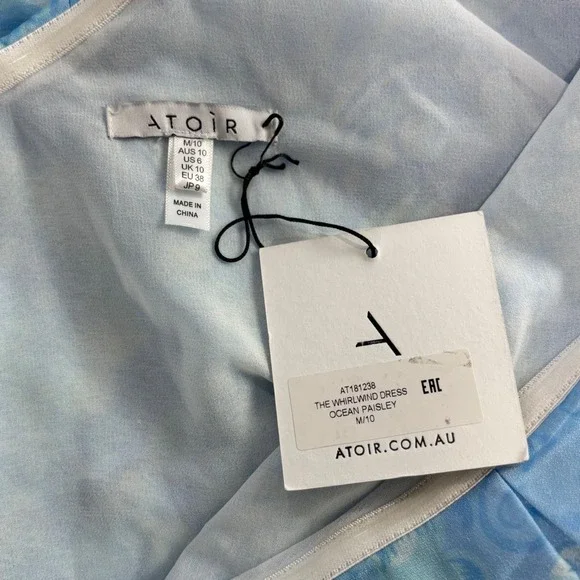 ATOIR
M/10
AUS 10
US 6
UK 10
EU 38
JP 9
MADE IN
CHINA
A
AT181238
THE WHIRLWIND DRESS
OCEAN PAISLEY
M/10
EAC
ATOIR.COM.AU